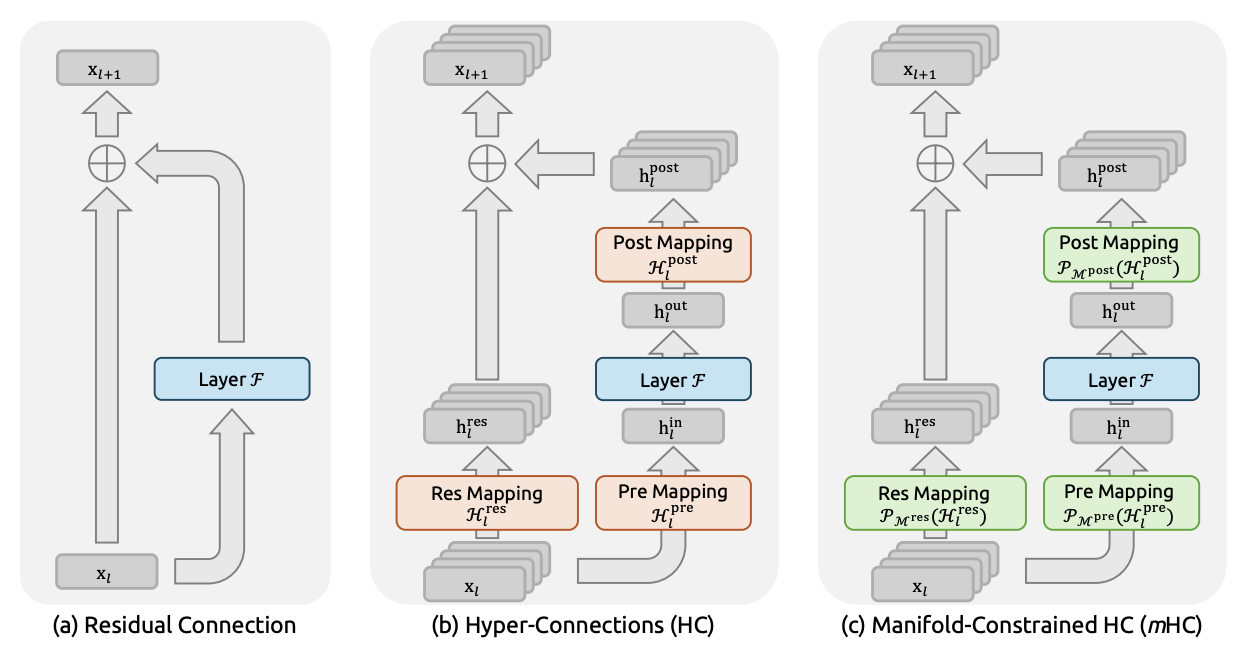 x_{l+1}
Layer ℱ
x_l
(a) Residual Connection
x_{l+1}
h_l^{post}
Post Mapping
ℋ_l^{post}
h_l^{out}
Layer ℱ
h_l^{res}
h_l^{in}
Res Mapping
ℋ_l^{res}
Pre Mapping
ℋ_l^{pre}
x_l
(b) Hyper-Connections (HC)
x_{l+1}
h_l^{post}
Post Mapping
𝒫_{ℳ^{post}}(ℋ_l^{post})
h_l^{out}
Layer ℱ
h_l^{res}
h_l^{in}
Res Mapping
𝒫_{ℳ^{res}}(ℋ_l^{res})
Pre Mapping
𝒫_{ℳ^{pre}}(ℋ_l^{pre})
x_l
(c) Manifold-Constrained HC (mHC)